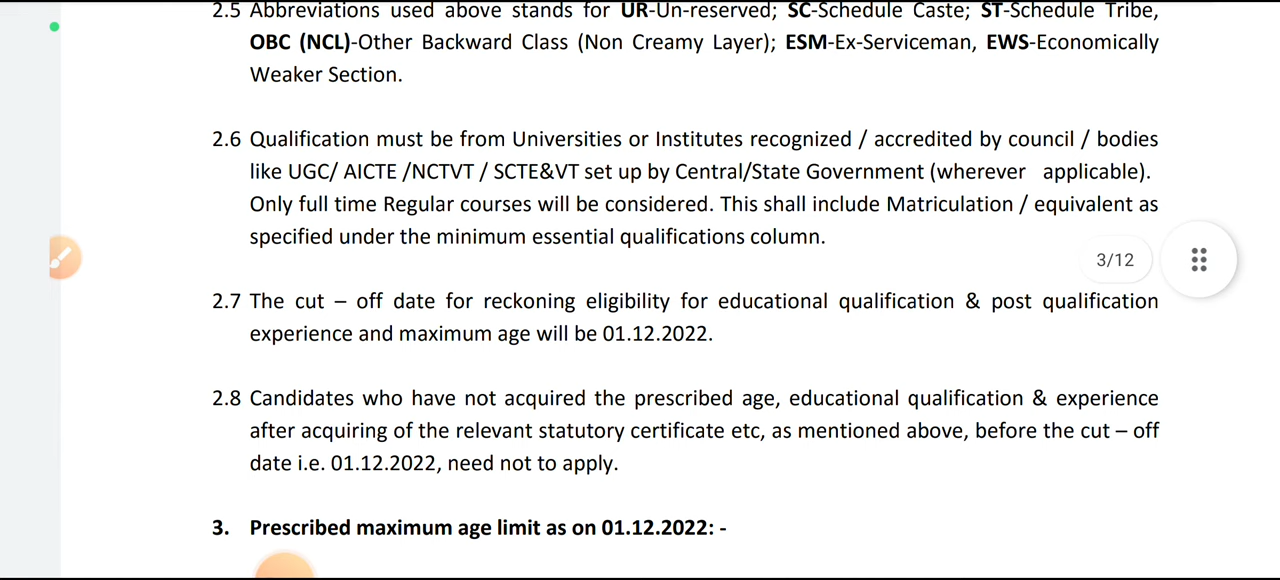 2.5 Abbreviations used above stands for UR-Un-reserved; SC-Schedule Caste; ST-Schedule Tribe,
OBC (NCL)-Other Backward Class (Non Creamy Layer); ESM-Ex-Serviceman, EWS-Economically
Weaker Section.
2.6 Qualification must be from Universities or Institutes recognized / accredited by council / bodies
like UGC/ AICTE /NCTVT / SCTE&VT set up by Central/State Government (wherever applicable).
Only full time Regular courses will be considered. This shall include Matriculation / equivalent as
specified under the minimum essential qualifications column.
3/12
2.7 The cut – off date for reckoning eligibility for educational qualification & post qualification
experience and maximum age will be 01.12.2022.
2.8 Candidates who have not acquired the prescribed age, educational qualification & experience
after acquiring of the relevant statutory certificate etc, as mentioned above, before the cut – off
date i.e. 01.12.2022, need not to apply.
3. Prescribed maximum age limit as on 01.12.2022: -